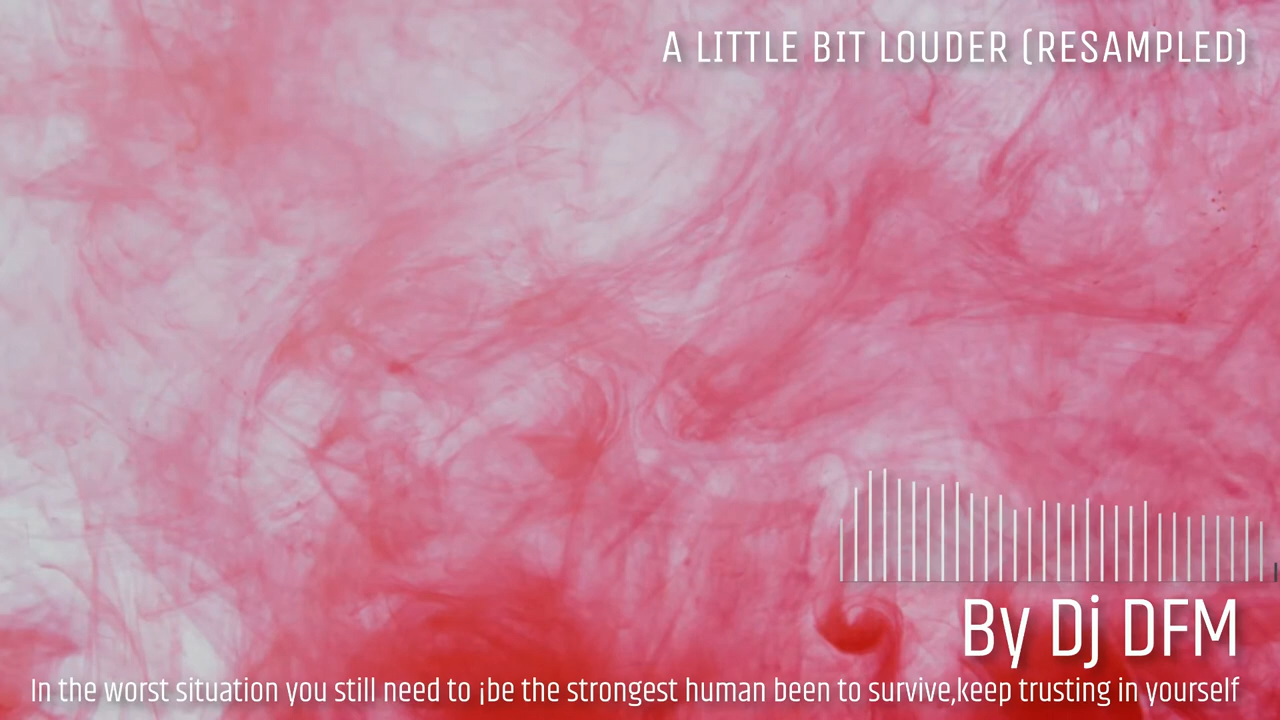 A LITTLE BIT LOUDER (RESAMPLED)
By Dj DFM
In the worst situation you still need to ¡be the strongest human been to survive,keep trusting in yourself